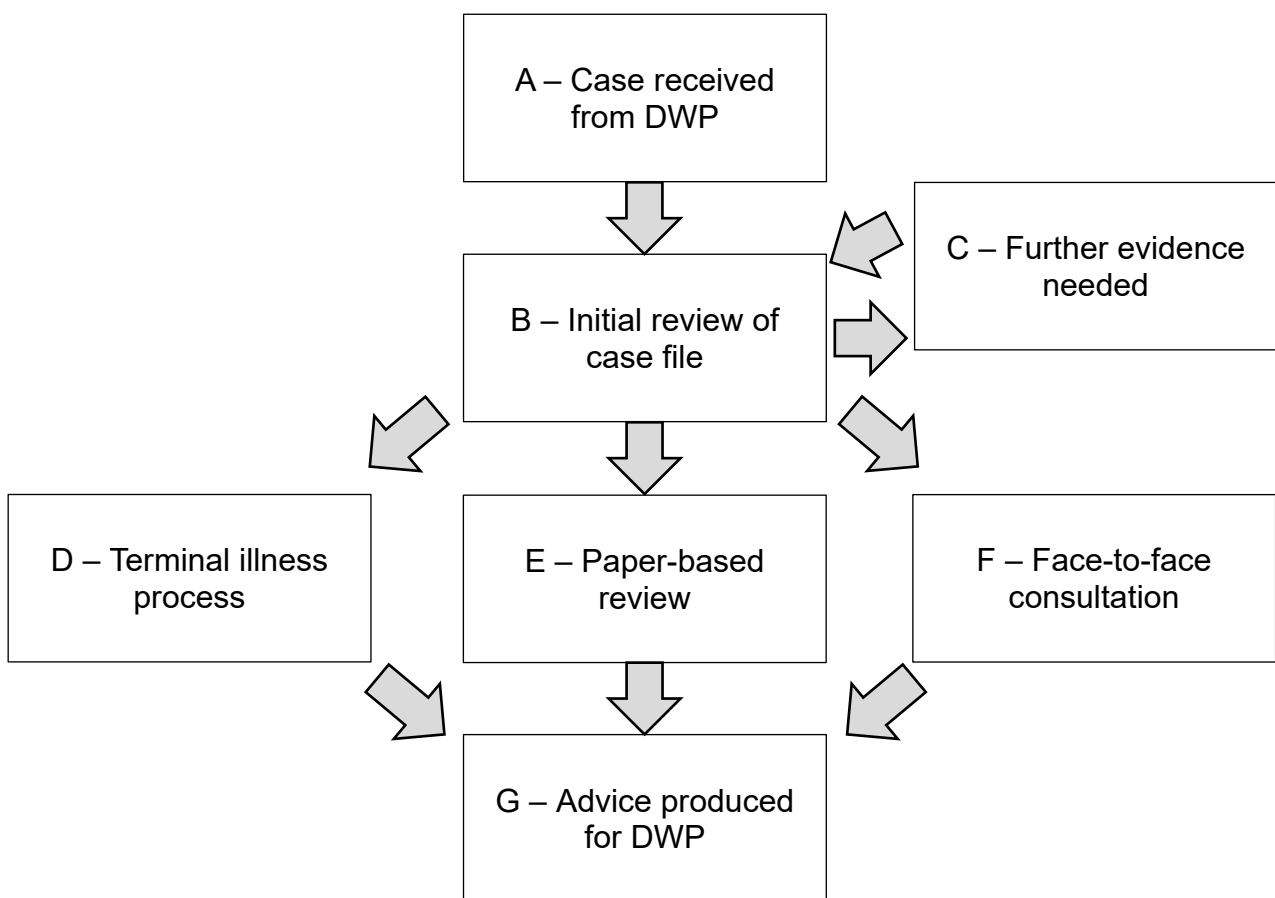 A – Case received
from DWP
C – Further evidence
needed
B – Initial review of
case file
D – Terminal illness
process
E – Paper-based
review
F – Face-to-face
consultation
G – Advice produced
for DWP